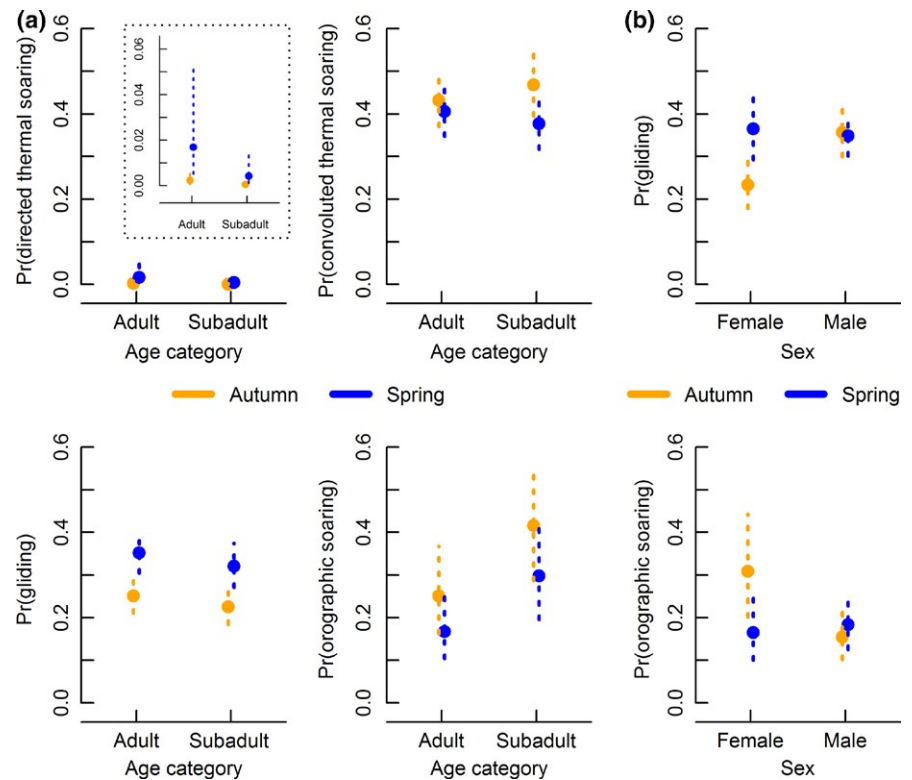 (a)
Pr(directed thermal soaring)
0.0 0.2 0.4 0.6
0.00 0.02 0.04 0.06
Adult Subadult
Adult Subadult
Age category
Pr(convoluted thermal soaring)
0.0 0.2 0.4 0.6
Adult Subadult
Age category
(b)
Pr(gliding)
0.0 0.2 0.4 0.6
Female Male
Sex
Autumn Spring
Autumn Spring
Pr(gliding)
0.0 0.2 0.4 0.6
Adult Subadult
Age category
Pr(orographic soaring)
0.0 0.2 0.4 0.6
Adult Subadult
Age category
Pr(orographic soaring)
0.0 0.2 0.4 0.6
Female Male
Sex